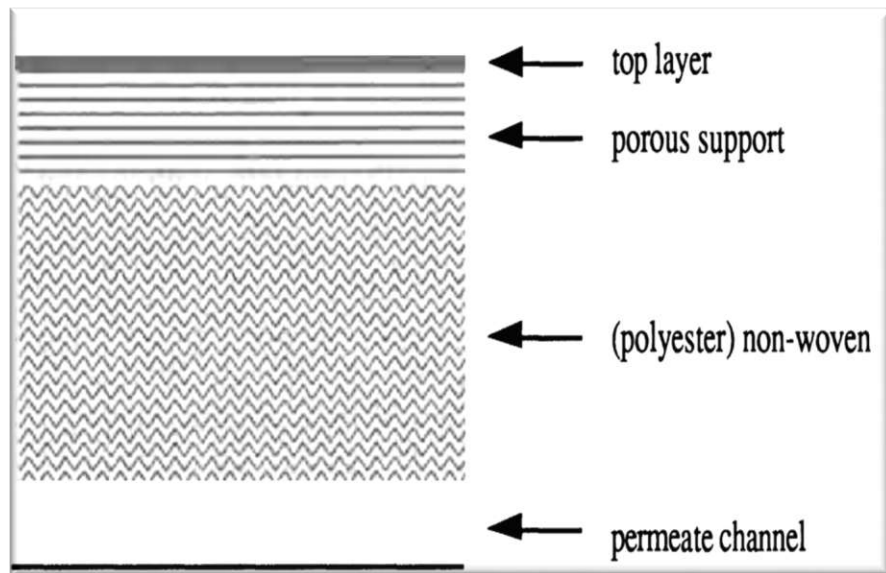 top layer
porous support
(polyester) non-woven
permeate channel